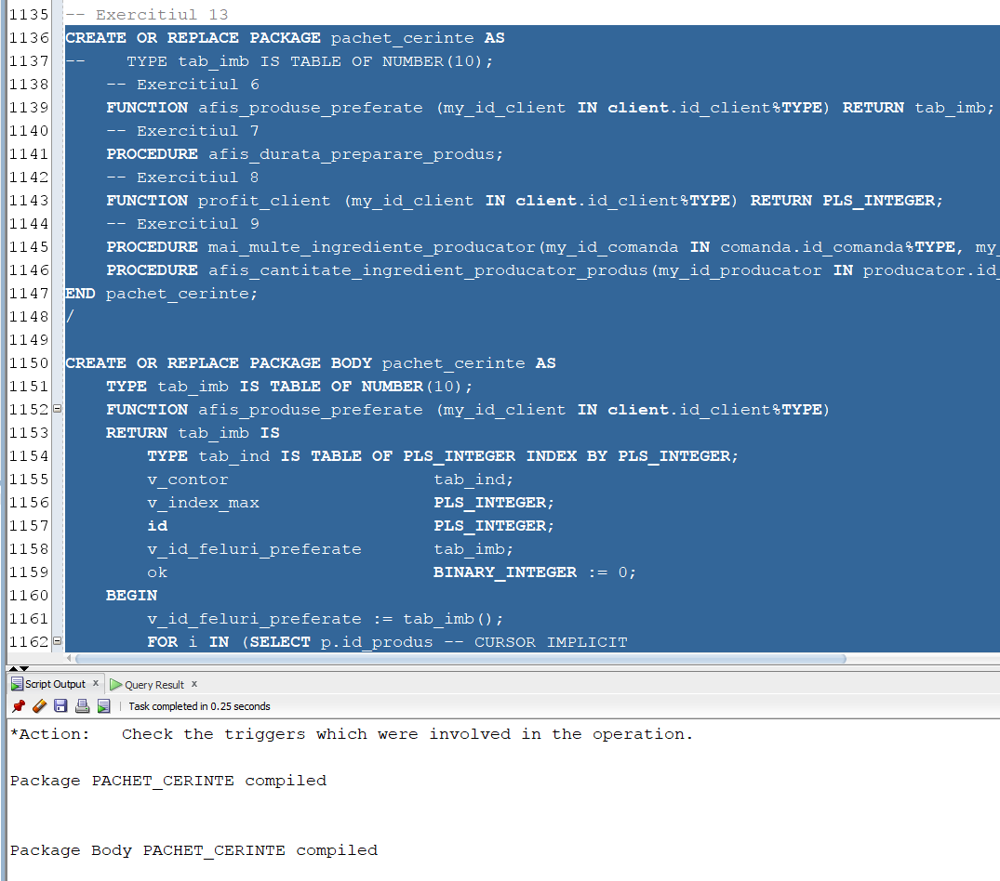 1135 -- Exercitiul 13
1136 CREATE OR REPLACE PACKAGE pachet_cerinte AS
1137 --    TYPE tab_imb IS TABLE OF NUMBER(10);
1138     -- Exercitiul 6
1139     FUNCTION afis_produse_preferate (my_id_client IN client.id_client%TYPE) RETURN tab_imb;
1140     -- Exercitiul 7
1141     PROCEDURE afis_durata_preparare_produs;
1142     -- Exercitiul 8
1143     FUNCTION profit_client (my_id_client IN client.id_client%TYPE) RETURN PLS_INTEGER;
1144     -- Exercitiul 9
1145     PROCEDURE mai_multe_ingrediente_producator(my_id_comanda IN comanda.id_comanda%TYPE, my_
1146     PROCEDURE afis_cantitate_ingredient_producator_produs(my_id_producator IN producator.id_
1147 END pachet_cerinte;
1148 /
1149
1150 CREATE OR REPLACE PACKAGE BODY pachet_cerinte AS
1151     TYPE tab_imb IS TABLE OF NUMBER(10);
1152     FUNCTION afis_produse_preferate (my_id_client IN client.id_client%TYPE)
1153     RETURN tab_imb IS
1154         TYPE tab_ind IS TABLE OF PLS_INTEGER INDEX BY PLS_INTEGER;
1155         v_contor                    tab_ind;
1156         v_index_max                 PLS_INTEGER;
1157         id                          PLS_INTEGER;
1158         v_id_feluri_preferate       tab_imb;
1159         ok                          BINARY_INTEGER := 0;
1160     BEGIN
1161         v_id_feluri_preferate := tab_imb();
1162         FOR i IN (SELECT p.id_produs -- CURSOR IMPLICIT
Script Output x Query Result x
Task completed in 0.25 seconds
*Action:   Check the triggers which were involved in the operation.
Package PACHET_CERINTE compiled
Package Body PACHET_CERINTE compiled